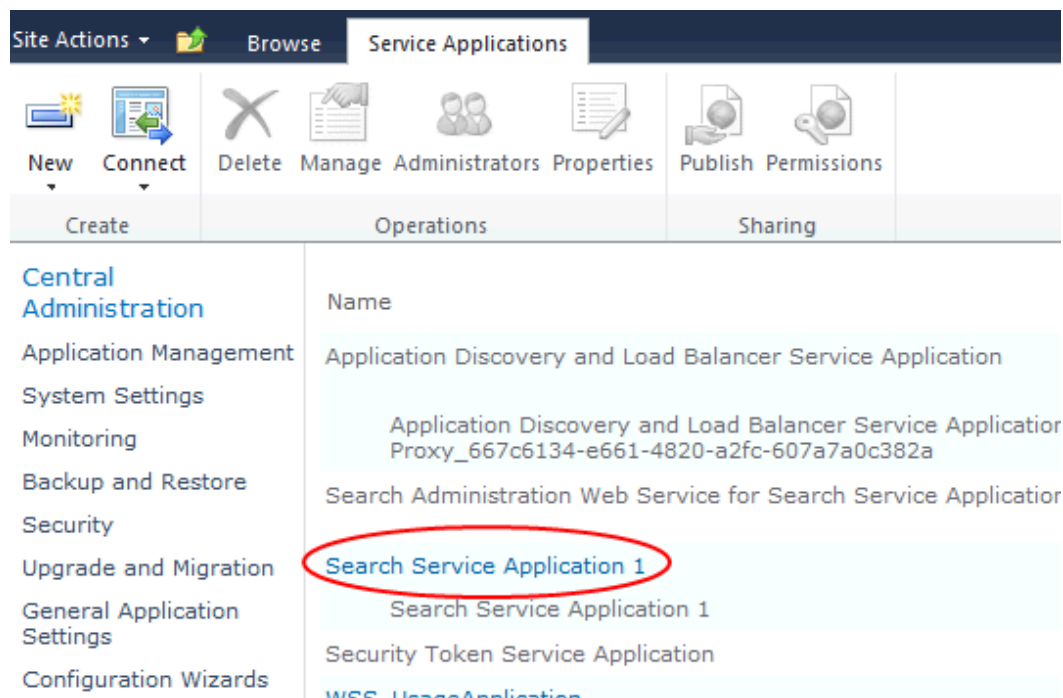 Site Actions Browse Service Applications
New Connect Delete Manage Administrators Properties Publish Permissions
Create Operations Sharing
Central
Administration
Application Management
System Settings
Monitoring
Backup and Restore
Security
Upgrade and Migration
General Application
Settings
Configuration Wizards
Name
Application Discovery and Load Balancer Service Application
Application Discovery and Load Balancer Service Application
Proxy_667c6134-e661-4820-a2fc-607a7a0c382a
Search Administration Web Service for Search Service Application
Search Service Application 1
Search Service Application 1
Security Token Service Application
WSS_UsageApplication